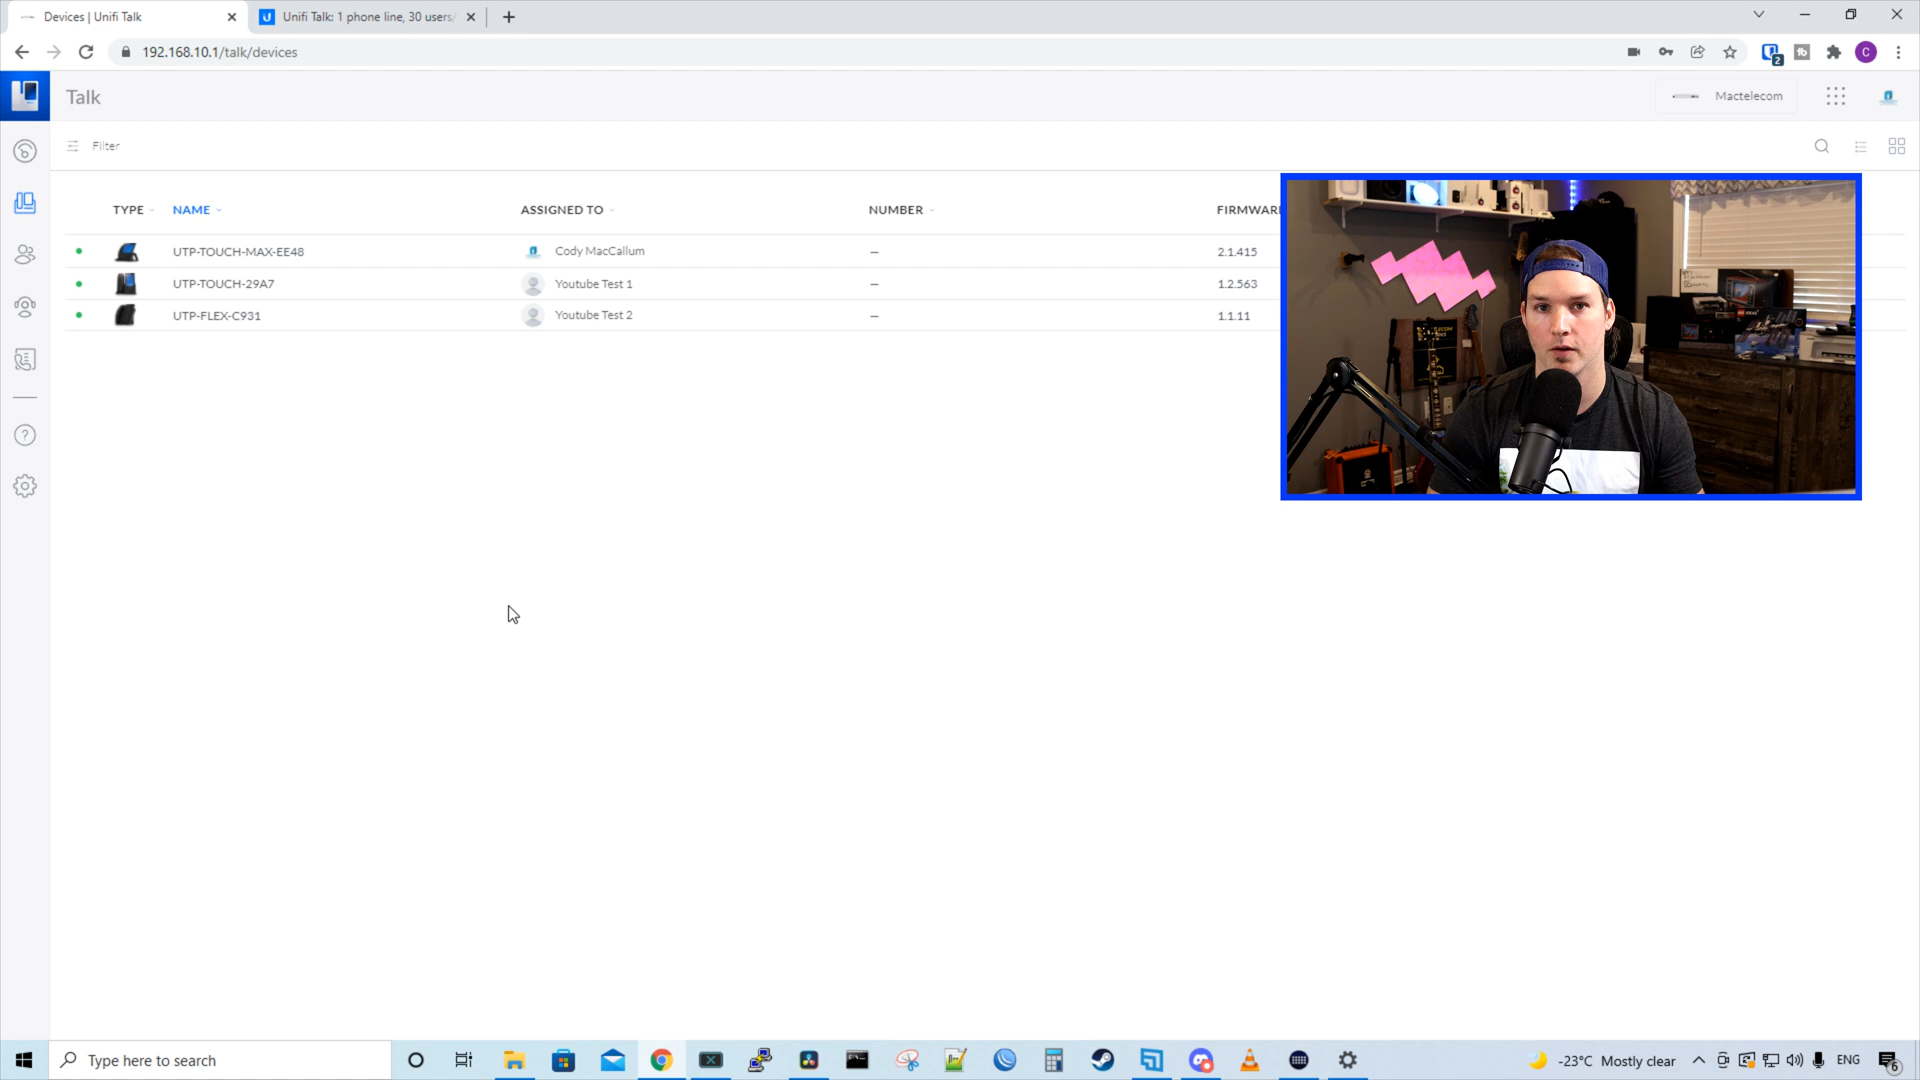 Devices | Unifi Talk
Unifi Talk: 1 phone line, 30 users/
192.168.10.1/talk/devices
2
C
Talk
Mactelecom
Filter
TYPE NAME ASSIGNED TO NUMBER FIRMWAR
UTP-TOUCH-MAX-EE48 Cody MacCallum — 2.1.415
UTP-TOUCH-29A7 Youtube Test 1 — 1.2.563
UTP-FLEX-C931 Youtube Test 2 — 1.1.11
Type here to search
-23°C Mostly clear
ENG
6